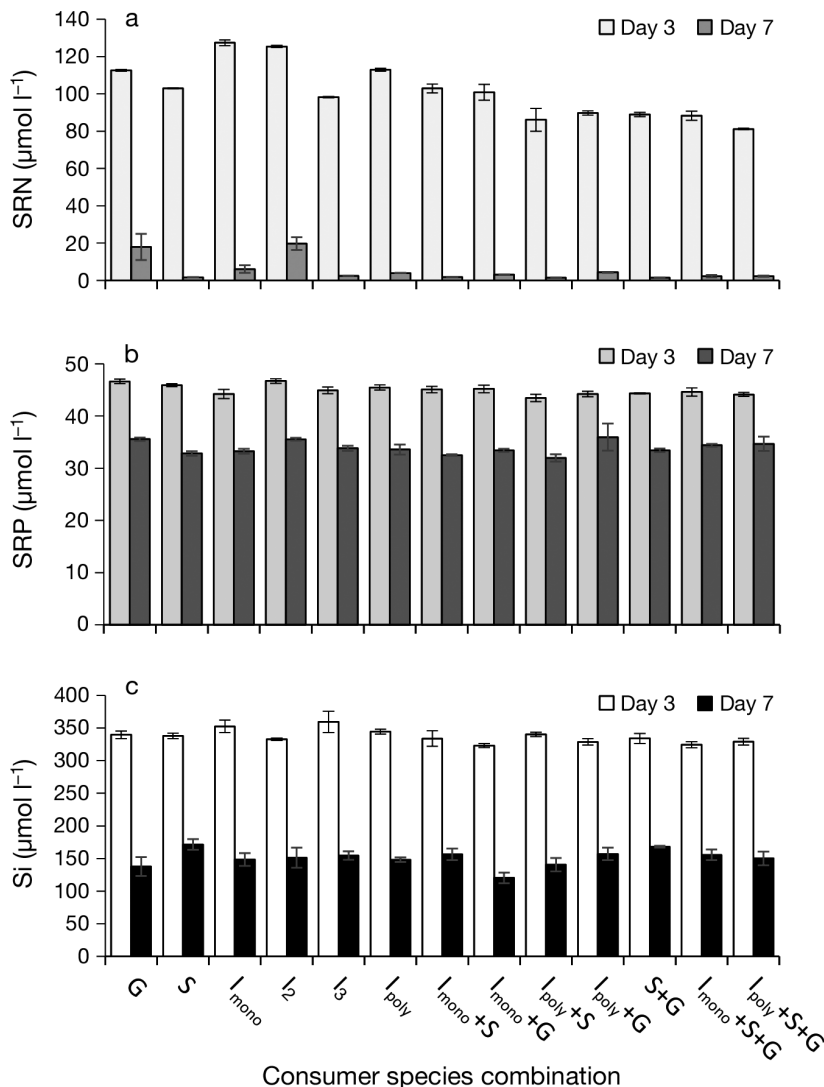 a
Day 3 Day 7
140
120
100
80
60
40
20
0
SRN (µmol l⁻¹)
b
Day 3 Day 7
50
40
30
20
10
0
SRP (µmol l⁻¹)
c
Day 3 Day 7
400
350
300
250
200
150
100
50
0
Si (µmol l⁻¹)
G S I mono I2 I3 I poly I mono +S I mono +G I poly +S I poly +G S+G I mono +S+G I poly +S+G
Consumer species combination